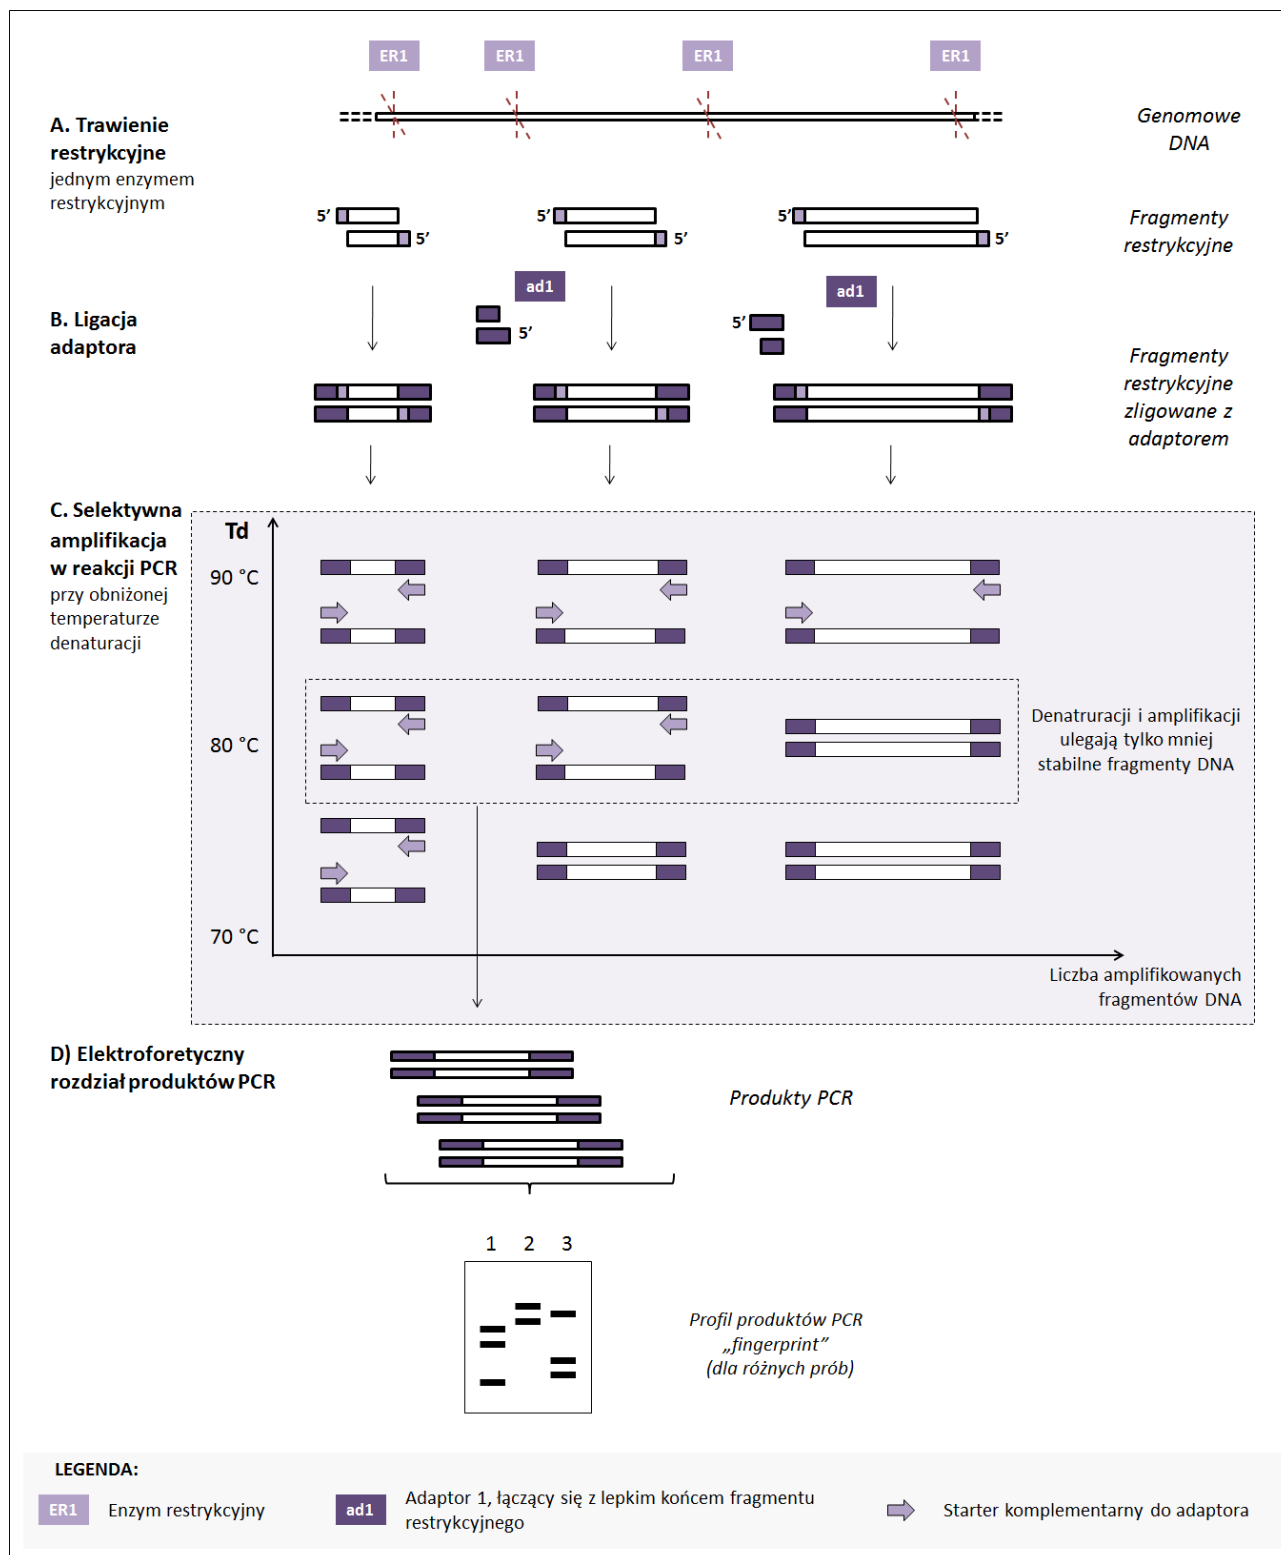 ER1 ER1 ER1 ER1
A. Trawienie
restrykcyjne
jednym enzymem
restrykcyjnym
Genomowe
DNA
5’ 5’ 5’ 5’ 5’ 5’
Fragmenty
restrykcyjne
ad1 ad1
B. Ligacja
adaptora
5’ 5’
Fragmenty
restrykcyjne
zligowane z
adaptorem
C. Selektywna
amplifikacja
w reakcji PCR
przy obniżonej
temperaturze
denaturacji
Td
90 °C
80 °C
70 °C
Denatruracji i amplifikacji
ulegają tylko mniej
stabilne fragmenty DNA
Liczba amplifikowanych
fragmentów DNA
D) Elektroforetyczny
rozdział produktów PCR
Produkty PCR
1 2 3
Profil produktów PCR
„fingerprint”
(dla różnych prób)
LEGENDA:
ER1 Enzym restrykcyjny
ad1 Adaptor 1, łączący się z lepkim końcem fragmentu
restrykcyjnego
Starter komplementarny do adaptora